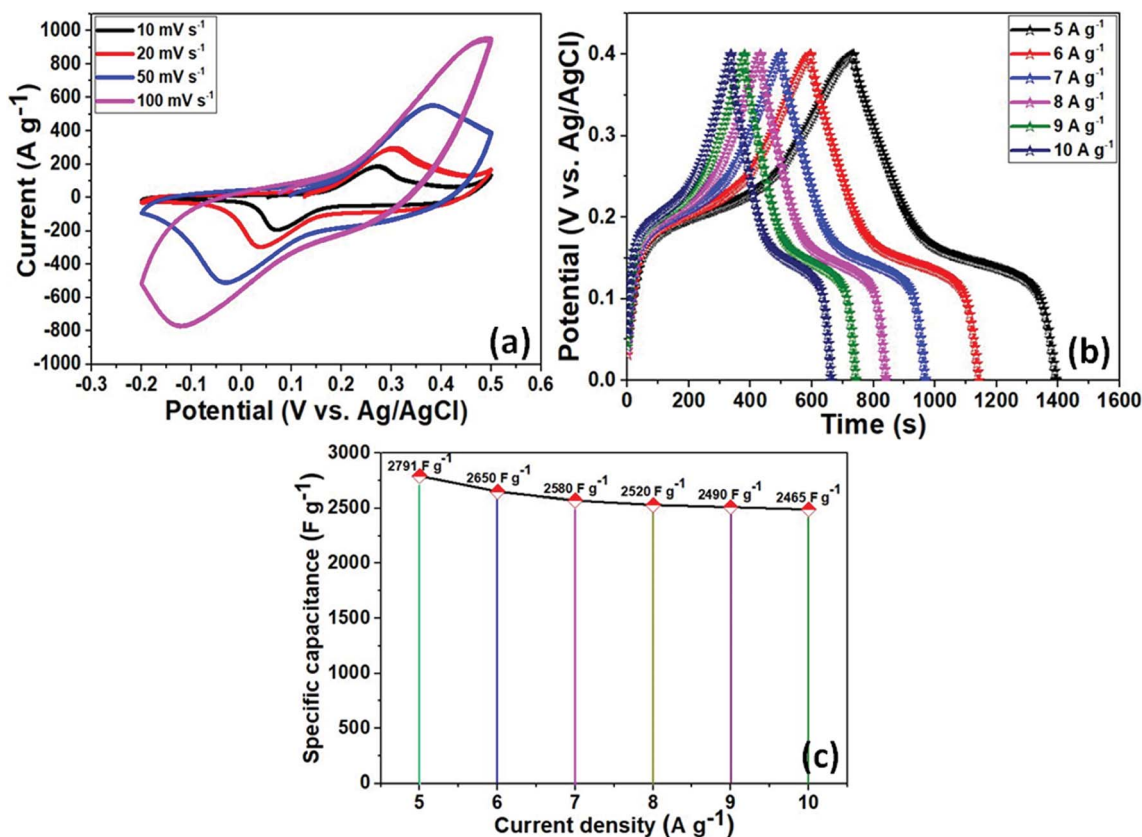 1000
800
600
400
200
0
-200
-400
-600
-800
-1000
Current (A g⁻¹)
10 mV s⁻¹
20 mV s⁻¹
50 mV s⁻¹
100 mV s⁻¹
(a)
-0.3 -0.2 -0.1 0.0 0.1 0.2 0.3 0.4 0.5 0.6
Potential (V vs. Ag/AgCl)
0.4
0.3
0.2
0.1
0.0
Potential (V vs. Ag/AgCl)
5 A g⁻¹
6 A g⁻¹
7 A g⁻¹
8 A g⁻¹
9 A g⁻¹
10 A g⁻¹
(b)
0 200 400 600 800 1000 1200 1400 1600
Time (s)
3000
2500
2000
1500
1000
500
0
Specific capacitance (F g⁻¹)
2791 F g⁻¹
2650 F g⁻¹
2580 F g⁻¹
2520 F g⁻¹
2490 F g⁻¹
2465 F g⁻¹
(c)
5 6 7 8 9 10
Current density (A g⁻¹)